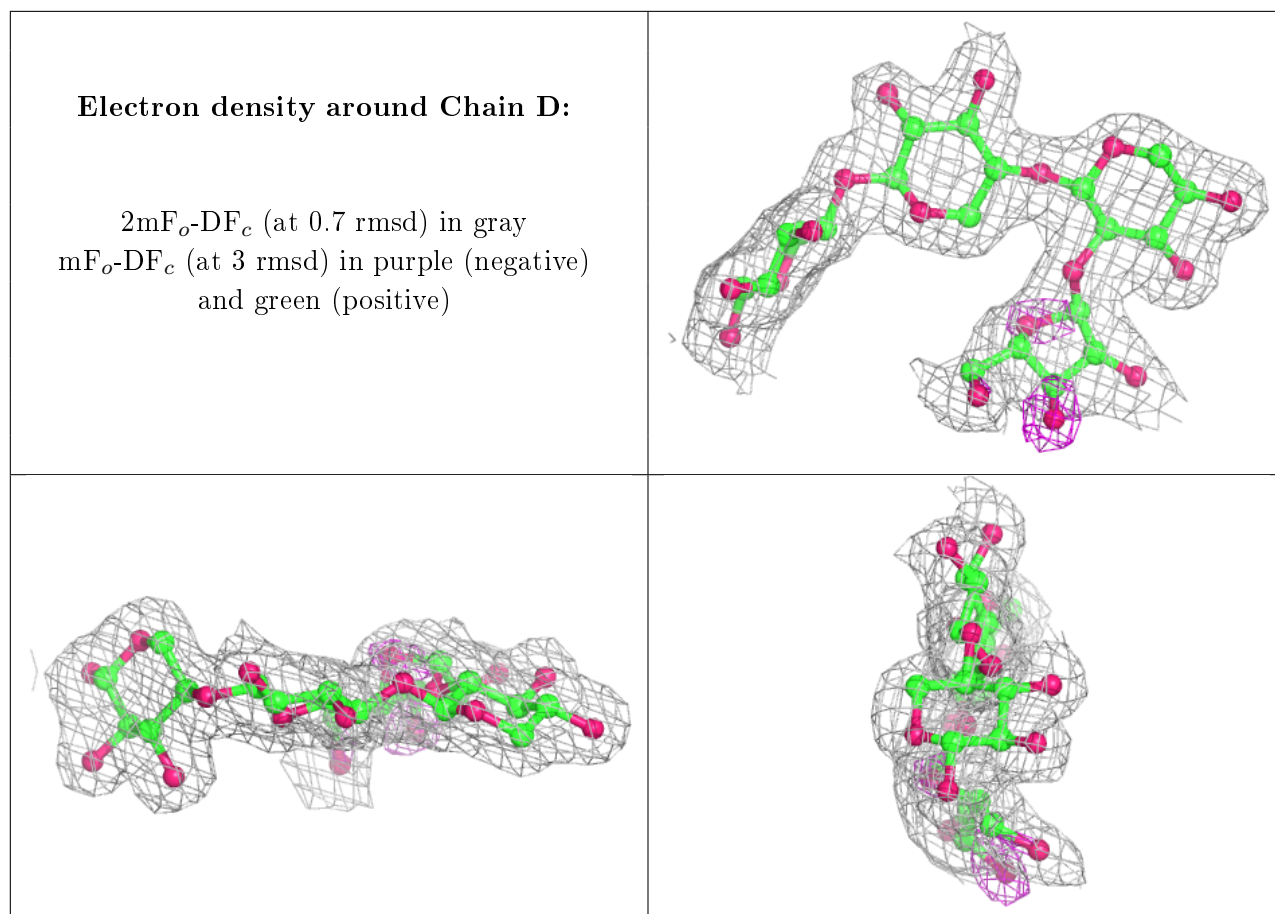 Electron density around Chain D:
2mFo-DFc (at 0.7 rmsd) in gray
mFo-DFc (at 3 rmsd) in purple (negative)
and green (positive)